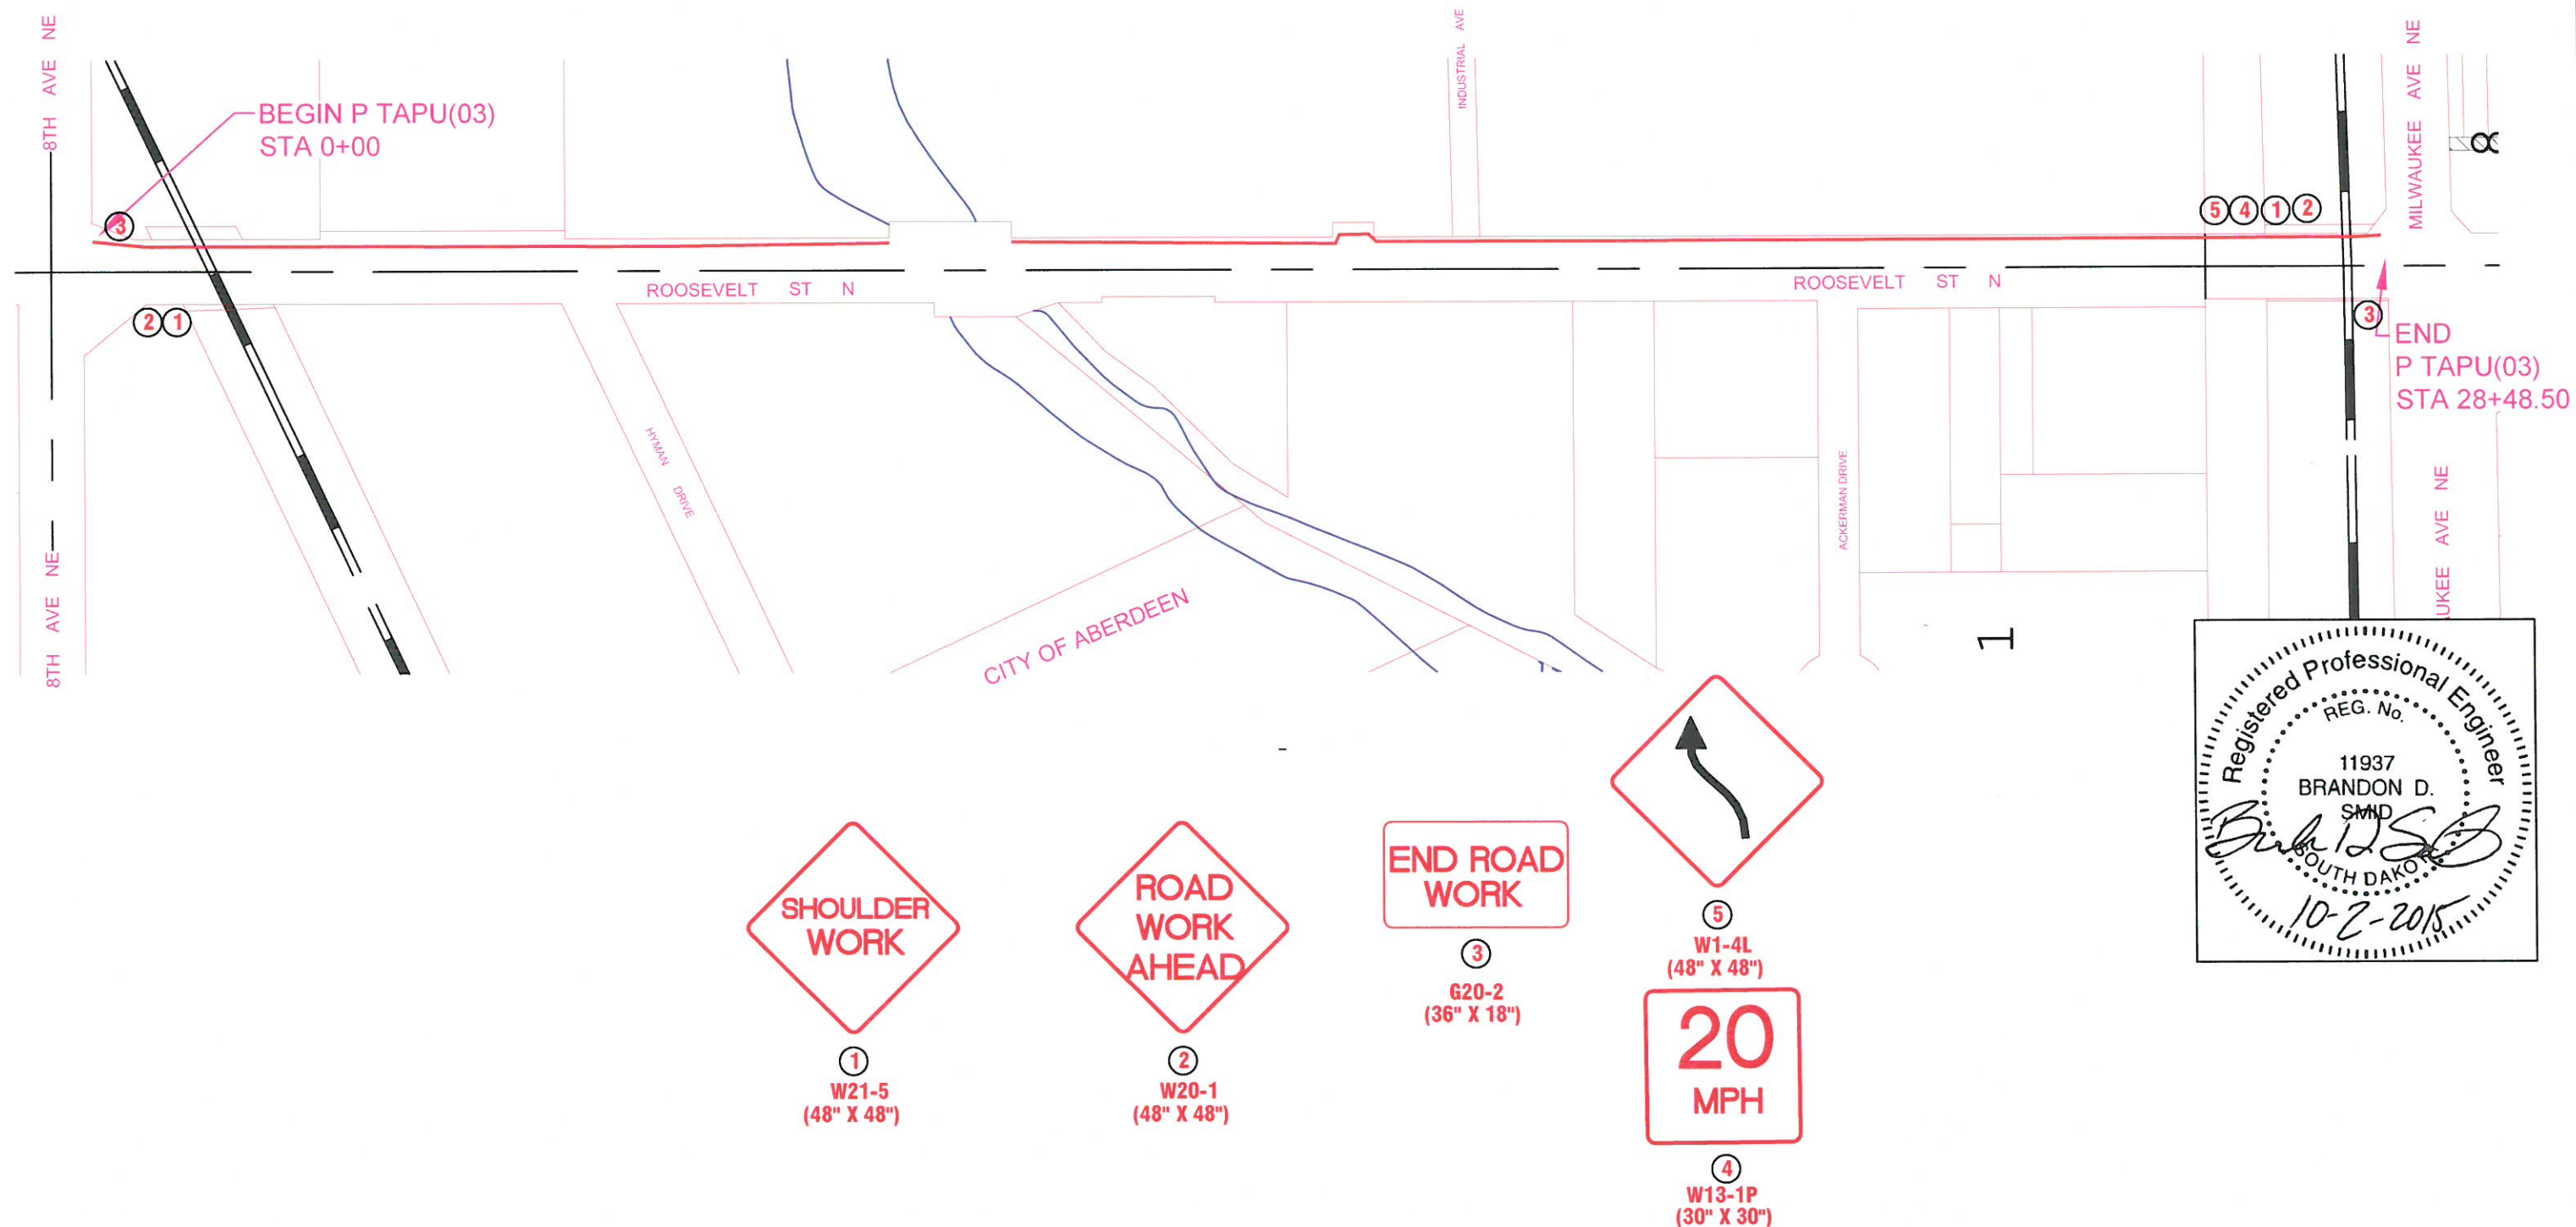 8TH AVE NE
BEGIN P TAPU(03)
STA 0+00
INDUSTRIAL AVE
MILWAUKEE AVE NE
8
3
5 4 1 2
ROOSEVELT ST N
ROOSEVELT ST N
2 1
3
END
P TAPU(03)
STA 28+48.50
HYMAN DRIVE
ACKERMAN DRIVE
8TH AVE NE
CITY OF ABERDEEN
1
UKEE AVE NE
Registered Professional Engineer
REG. No.
11937
BRANDON D.
SMID
SOUTH DAKOT
10-2-2015
SHOULDER
WORK
1
W21-5
(48" X 48")
ROAD
WORK
AHEAD
2
W20-1
(48" X 48")
END ROAD
WORK
3
G20-2
(36" X 18")
5
W1-4L
(48" X 48")
20
MPH
4
W13-1P
(30" X 30")